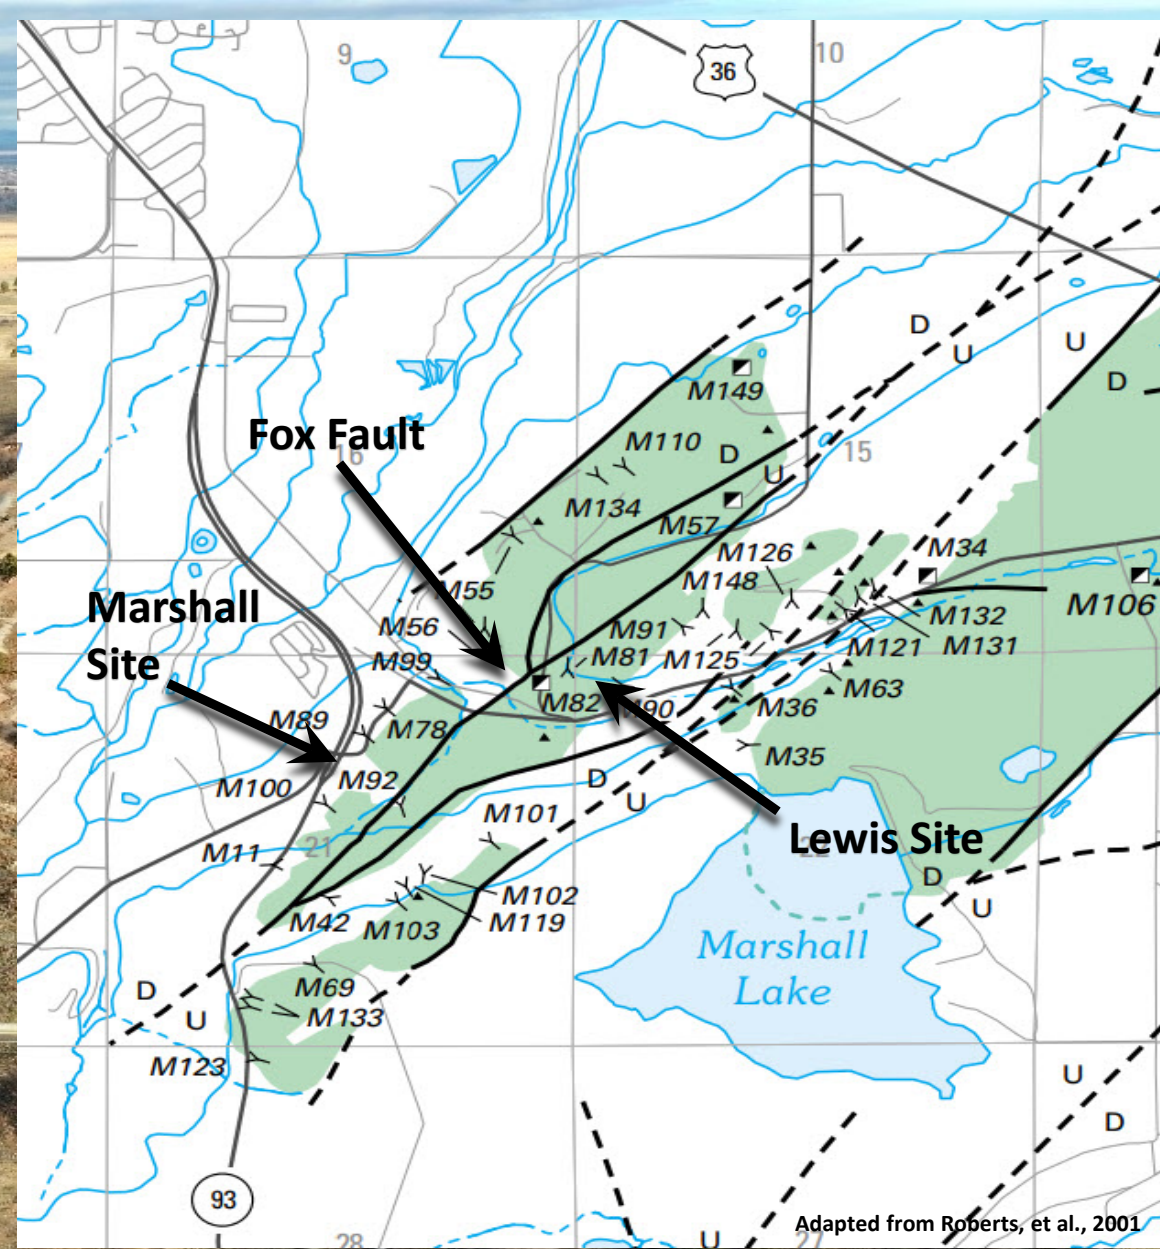 9
10
36
D
U
U
D
M149
Fox Fault
16
M110
D
15
U
M134
M57
M126
M34
M55
M148
Marshall
Site
M106
M56
M91
M132
M99
M81
M125
M121
M131
M63
M89
M78
M82
M90
M36
M35
M100
M92
D
U
M101
Lewis Site
22
M11
21
D
M102
U
M42
M103
M119
Marshall
Lake
M69
D
U
M133
M123
U
D
93
Adapted from Roberts, et al., 2001
28
U
27